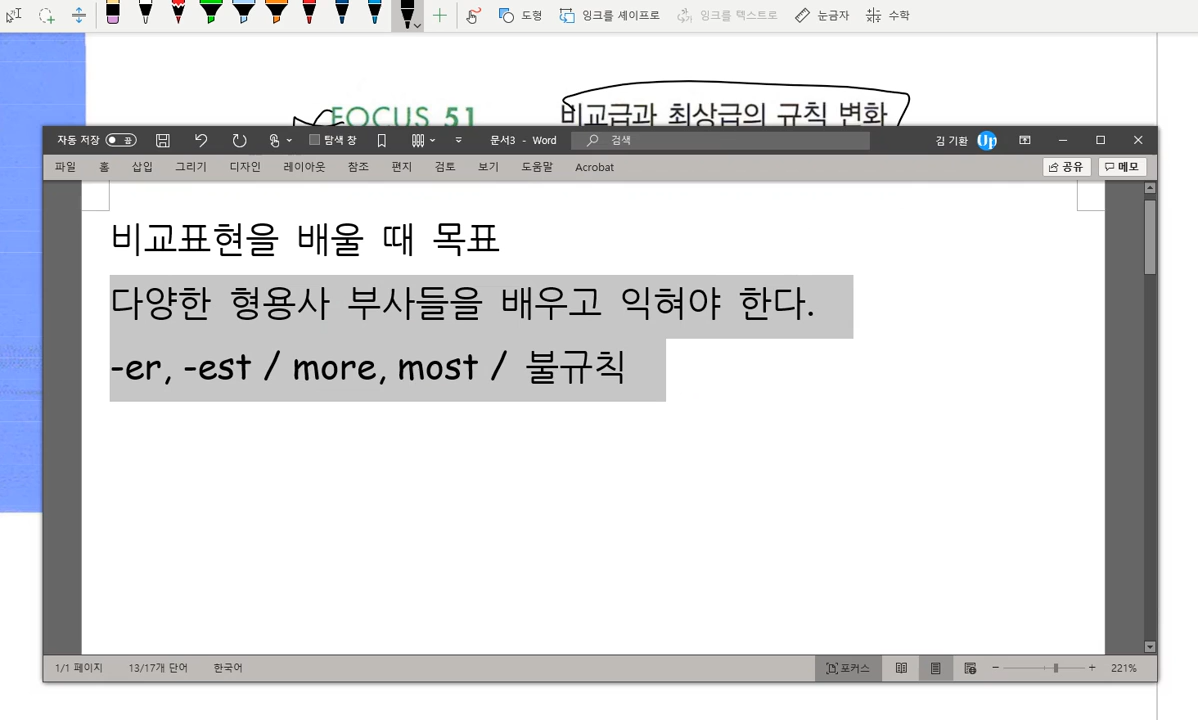 도형
잉크를 셰이프로
잉크를 텍스트로
눈금자
수학
FOCUS 51
비교급과 최상급의 규칙 변화
자동 저장
끔
탐색 창
문서3 - Word
검색
김 기환
Up
파일 홈 삽입 그리기 디자인 레이아웃 참조 편지 검토 보기 도움말 Acrobat
공유
메모
비교표현을 배울 때 목표
다양한 형용사 부사들을 배우고 익혀야 한다.
-er, -est / more, most / 불규칙
1/1 페이지
13/17개 단어
한국어
포커스
221%